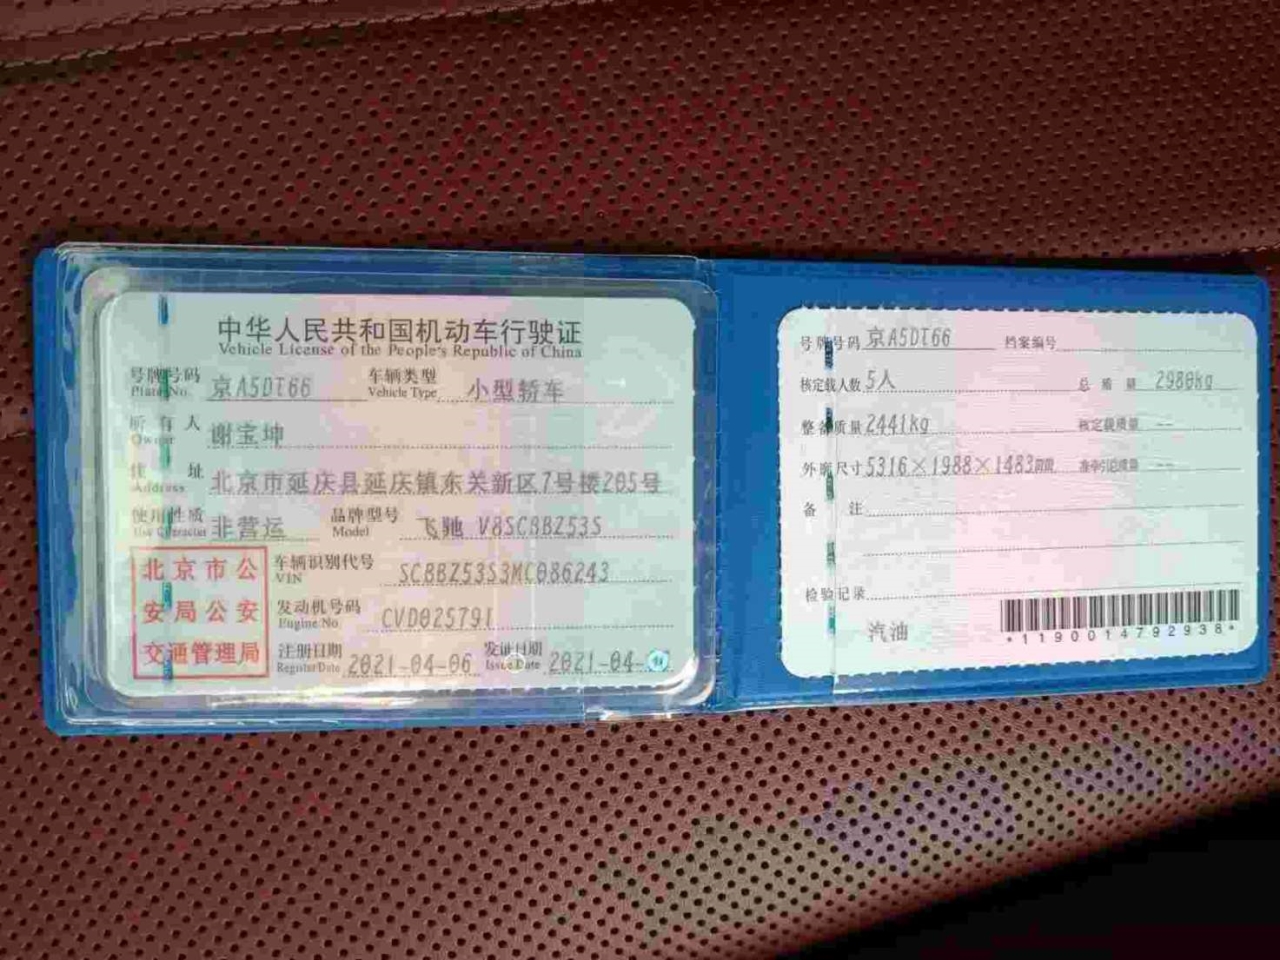 中华人民共和国机动车行驶证
Vehicle License of the People's Republic of China
号牌号码 京A5DT66 车辆类型 小型轿车
Plate No. Vehicle Type
所有人 谢宝坤
Owner
住址 北京市延庆县延庆镇东关新区7号楼205号
Address
使用性质 非营运 品牌型号 飞驰 V8SC8BZ53S
Use Character Model
北京市公
安局公安
交通管理局
车辆识别代号 SC8BZ53S3MC086243
VIN
发动机号码 CVD025791
Engine No.
注册日期 2021-04-06 发证日期 2021-04-
Register Date Issue Date
号牌号码 京A5DT66 档案编号
核定载人数 5人 总质量 2980kg
整备质量 2441kg 核定载质量 --
外廓尺寸 5316×1988×1483mm 准牵引总质量 --
备注
检验记录
汽油
*1190014792938*